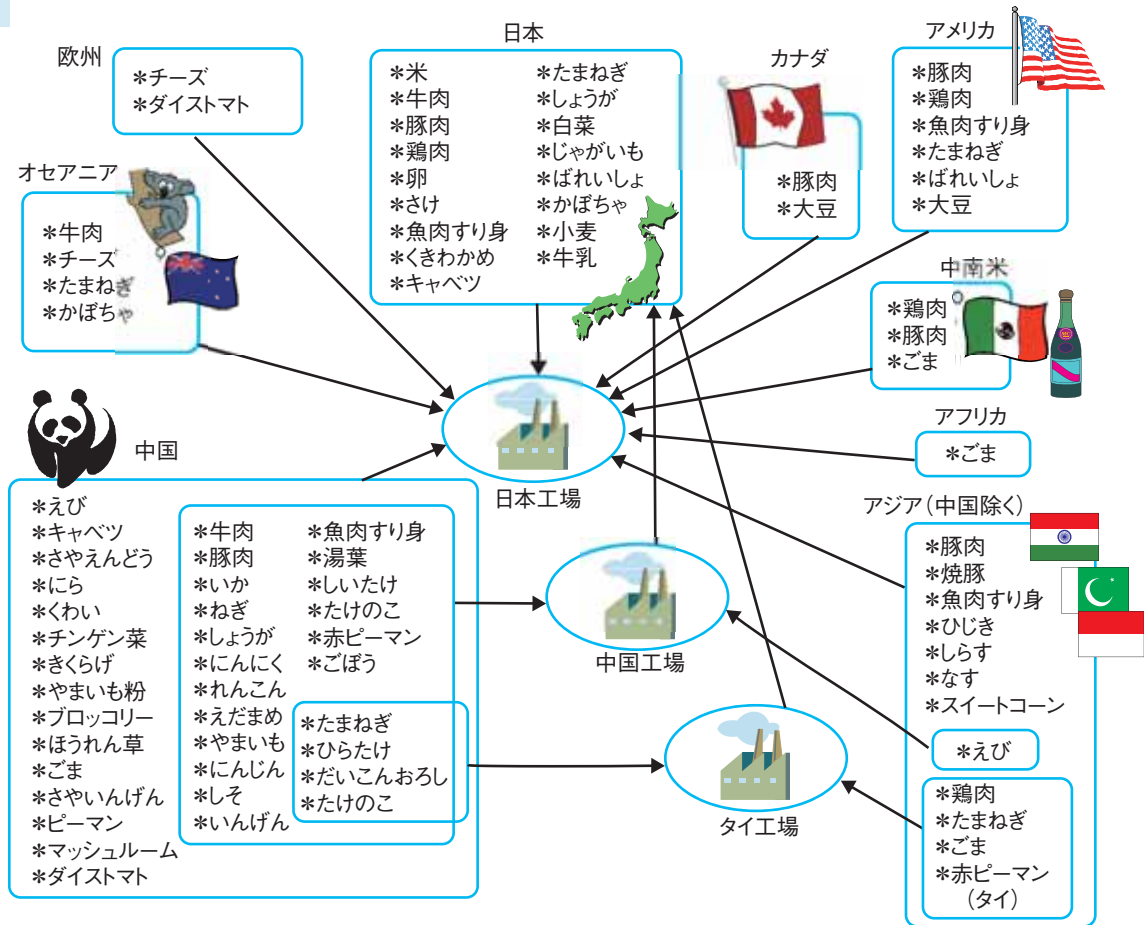 欧州
＊チーズ
＊ダイストマト
日本
＊米
＊牛肉
＊豚肉
＊鶏肉
＊卵
＊さけ
＊魚肉すり身
＊くきわかめ
＊キャベツ
＊たまねぎ
＊しょうが
＊白菜
＊じゃがいも
＊ばれいしょ
＊かぼちゃ
＊小麦
＊牛乳
カナダ
＊豚肉
＊大豆
アメリカ
＊豚肉
＊鶏肉
＊魚肉すり身
＊たまねぎ
＊ばれいしょ
＊大豆
オセアニア
＊牛肉
＊チーズ
＊たまねぎ
＊かぼちゃ
中南米
＊鶏肉
＊豚肉
＊ごま
アフリカ
＊ごま
日本工場
中国
＊えび
＊キャベツ
＊さやえんどう
＊にら
＊くわい
＊チンゲン菜
＊きくらげ
＊やまいも粉
＊ブロッコリー
＊ほうれん草
＊ごま
＊さやいんげん
＊ピーマン
＊マッシュルーム
＊ダイストマト
＊牛肉
＊豚肉
＊いか
＊ねぎ
＊しょうが
＊にんにく
＊れんこん
＊えだまめ
＊やまいも
＊にんじん
＊しそ
＊いんげん
＊魚肉すり身
＊湯葉
＊しいたけ
＊たけのこ
＊赤ピーマン
＊ごぼう
＊たまねぎ
＊ひらたけ
＊だいこんおろし
＊たけのこ
中国工場
タイ工場
アジア（中国除く）
＊豚肉
＊焼豚
＊魚肉すり身
＊ひじき
＊しらす
＊なす
＊スイートコーン
＊えび
＊鶏肉
＊たまねぎ
＊ごま
＊赤ピーマン
（タイ）